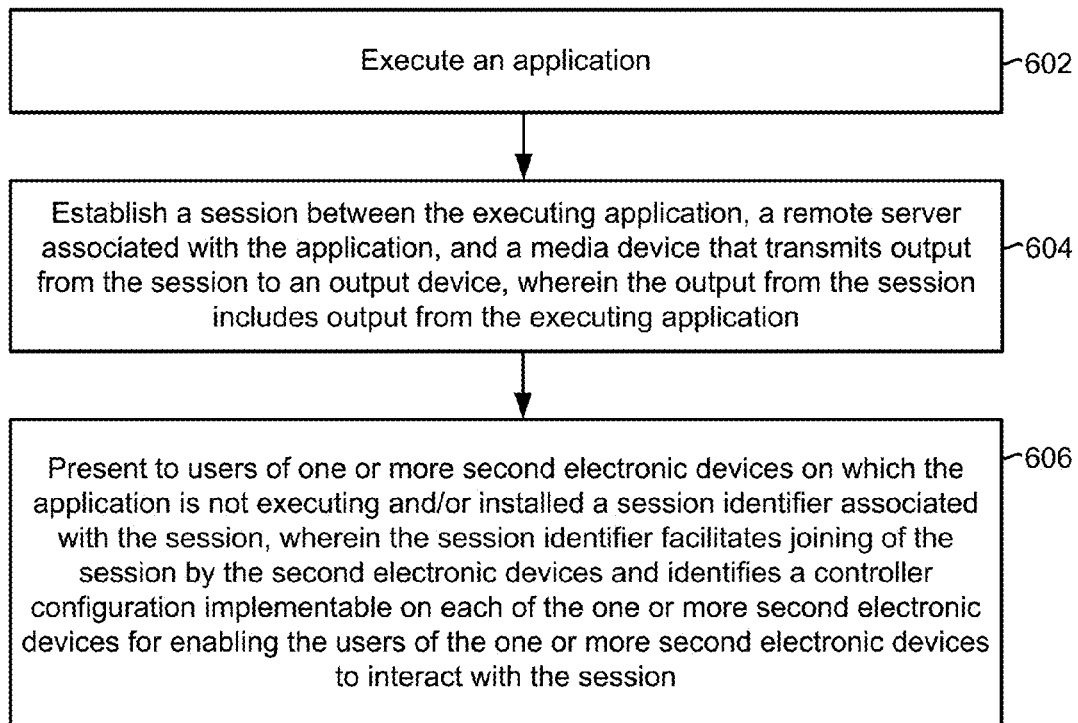 Execute an application
602
Establish a session between the executing application, a remote server
associated with the application, and a media device that transmits output
from the session to an output device, wherein the output from the session
includes output from the executing application
604
Present to users of one or more second electronic devices on which the
application is not executing and/or installed a session identifier associated
with the session, wherein the session identifier facilitates joining of the
session by the second electronic devices and identifies a controller
configuration implementable on each of the one or more second electronic
devices for enabling the users of the one or more second electronic devices
to interact with the session
606